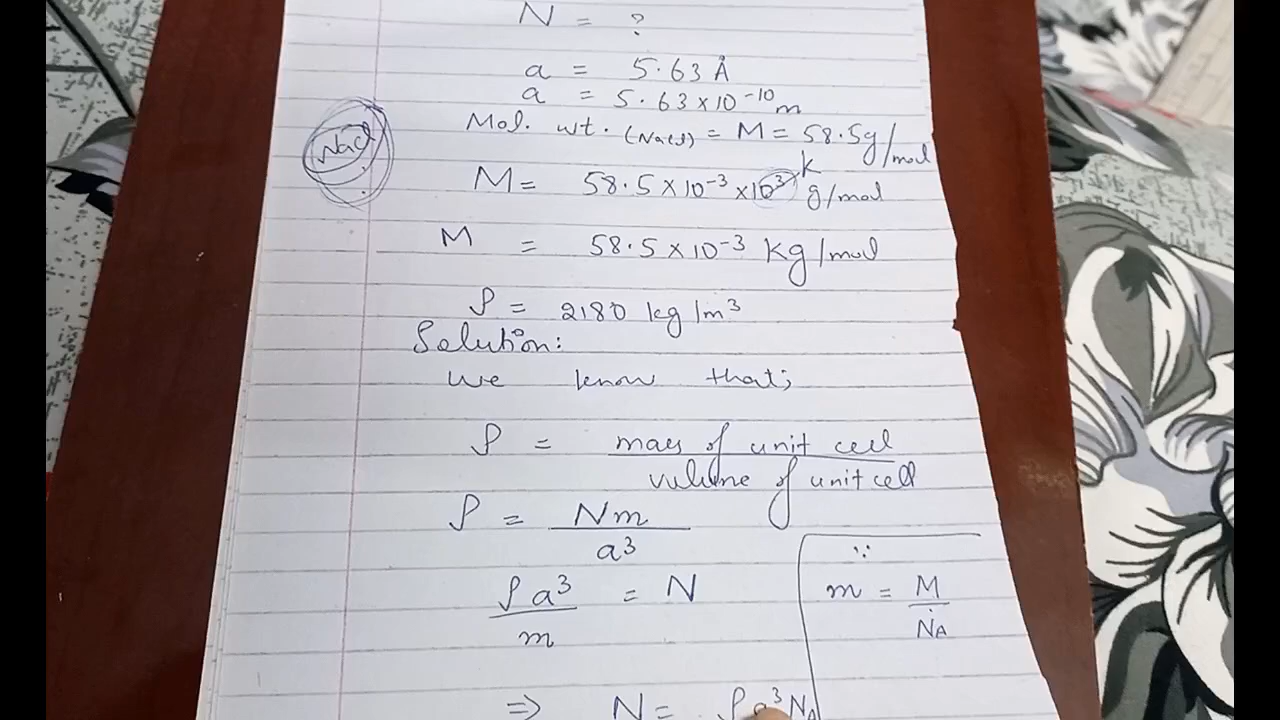 N = ?
a = 5.63 Å
a = 5.63 × 10⁻¹⁰ m
Mol. wt. (NaCl) = M = 58.5 g/mol
NaCl
M = 58.5 × 10⁻³ × 10³ g/mol
k
M = 58.5 × 10⁻³ Kg/mol
ρ = 2180 kg/m³
Solution:
We know that;
ρ = mass of unit cell / volume of unit cell
ρ = Nm / a³
∵
ρa³ / m = N
m = M / NA
⇒ N = ρa³NA